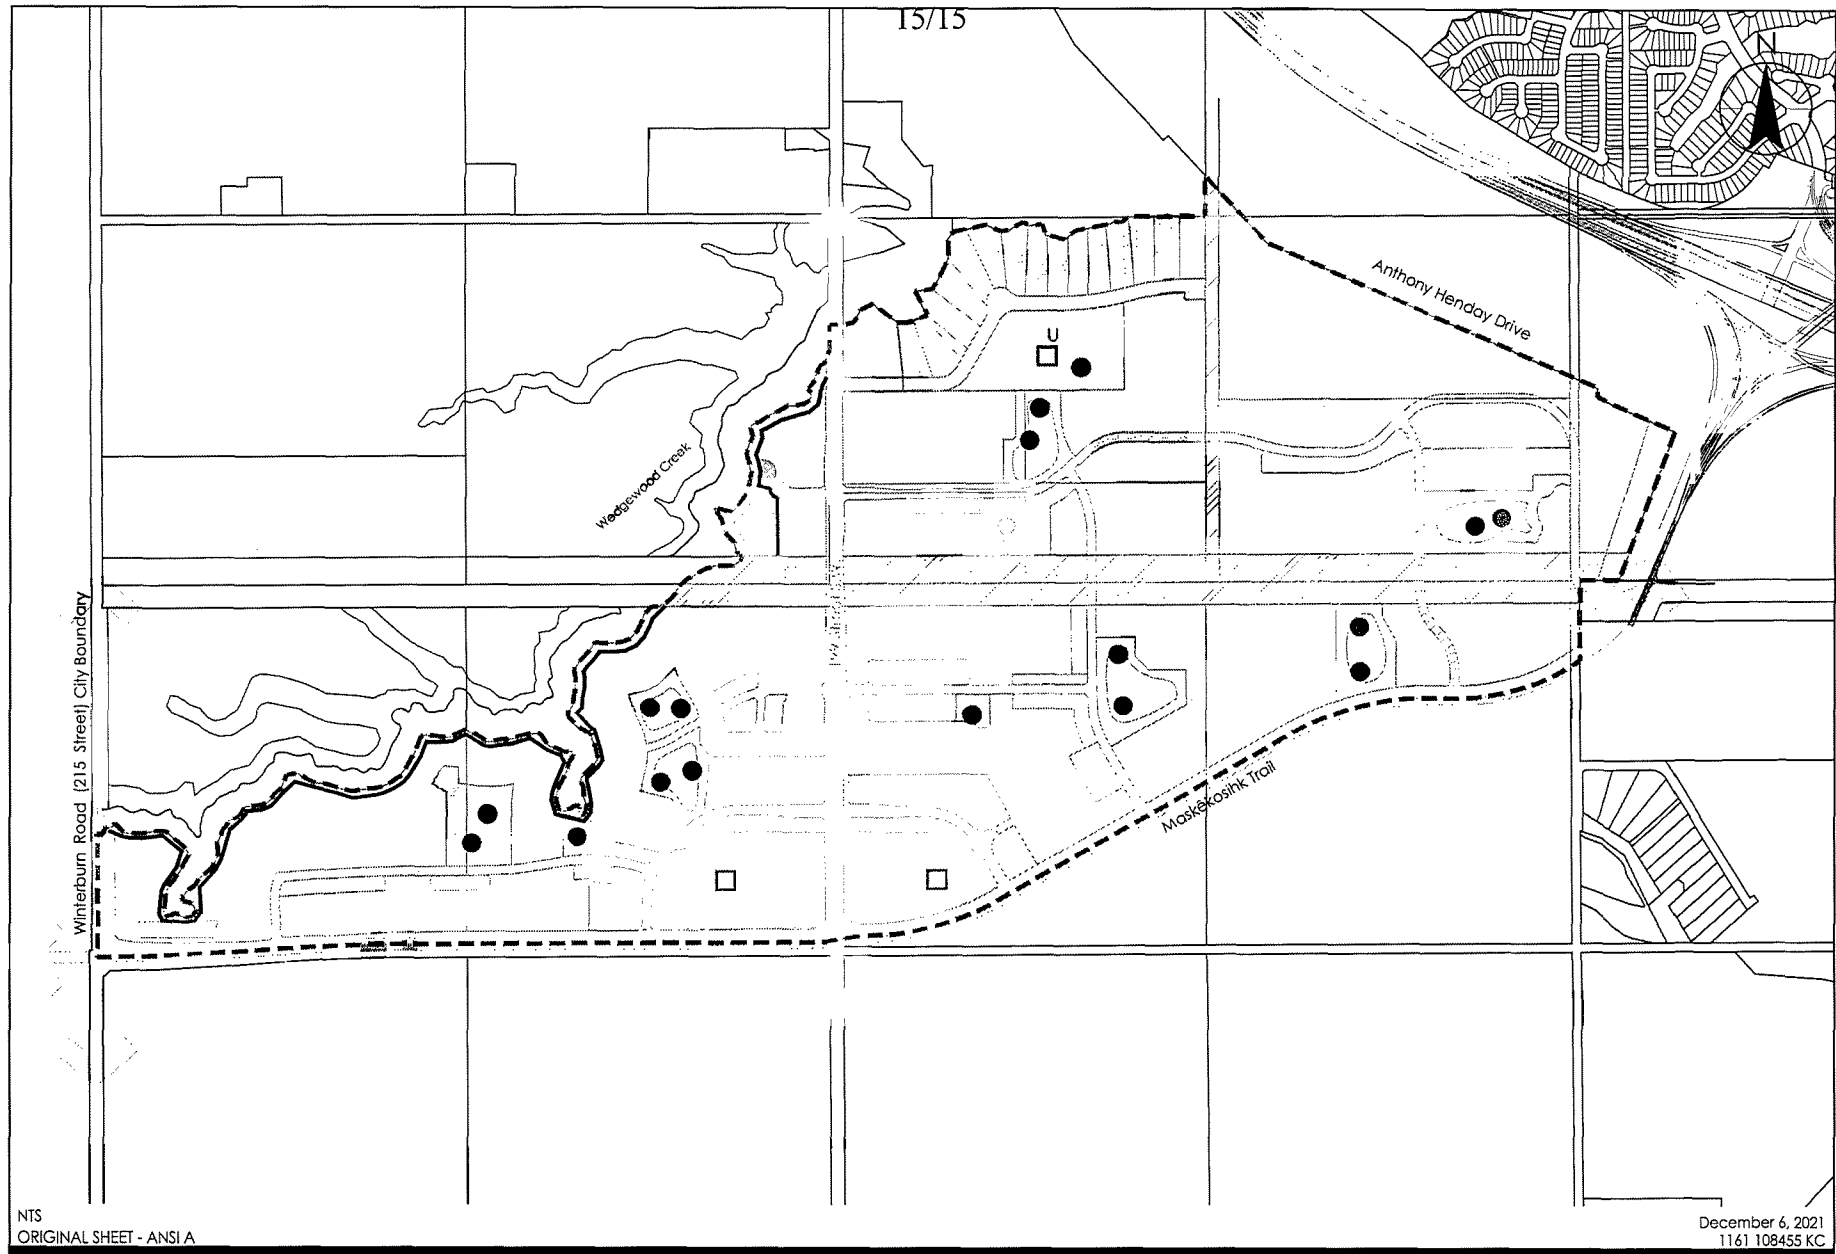 15/15
N
Anthony Henday Drive
U
Wedgewood Creek
Winterburn Road (215 Street) City Boundary
Maskêkosihk Trail
NTS
ORIGINAL SHEET - ANSI A
December 6, 2021
1161 108455 KC